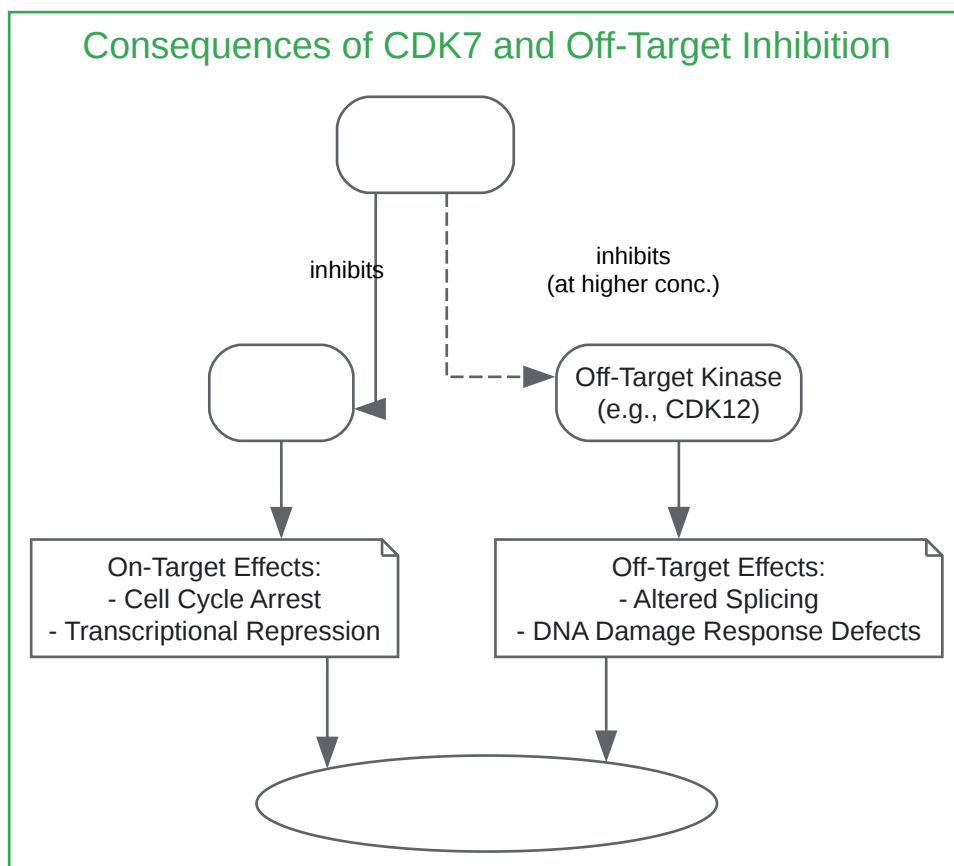 Consequences of CDK7 and Off-Target Inhibition
inhibits
inhibits
(at higher conc.)
Off-Target Kinase
(e.g., CDK12)
On-Target Effects:
- Cell Cycle Arrest
- Transcriptional Repression
Off-Target Effects:
- Altered Splicing
- DNA Damage Response Defects